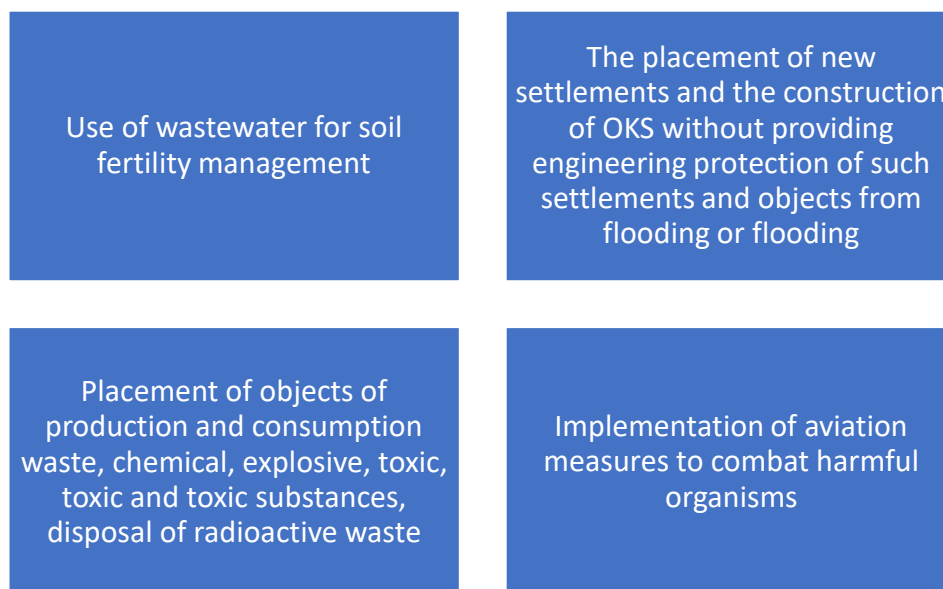 Use of wastewater for soil
fertility management
The placement of new
settlements and the construction
of OKS without providing
engineering protection of such
settlements and objects from
flooding or flooding
Placement of objects of
production and consumption
waste, chemical, explosive, toxic,
toxic and toxic substances,
disposal of radioactive waste
Implementation of aviation
measures to combat harmful
organisms